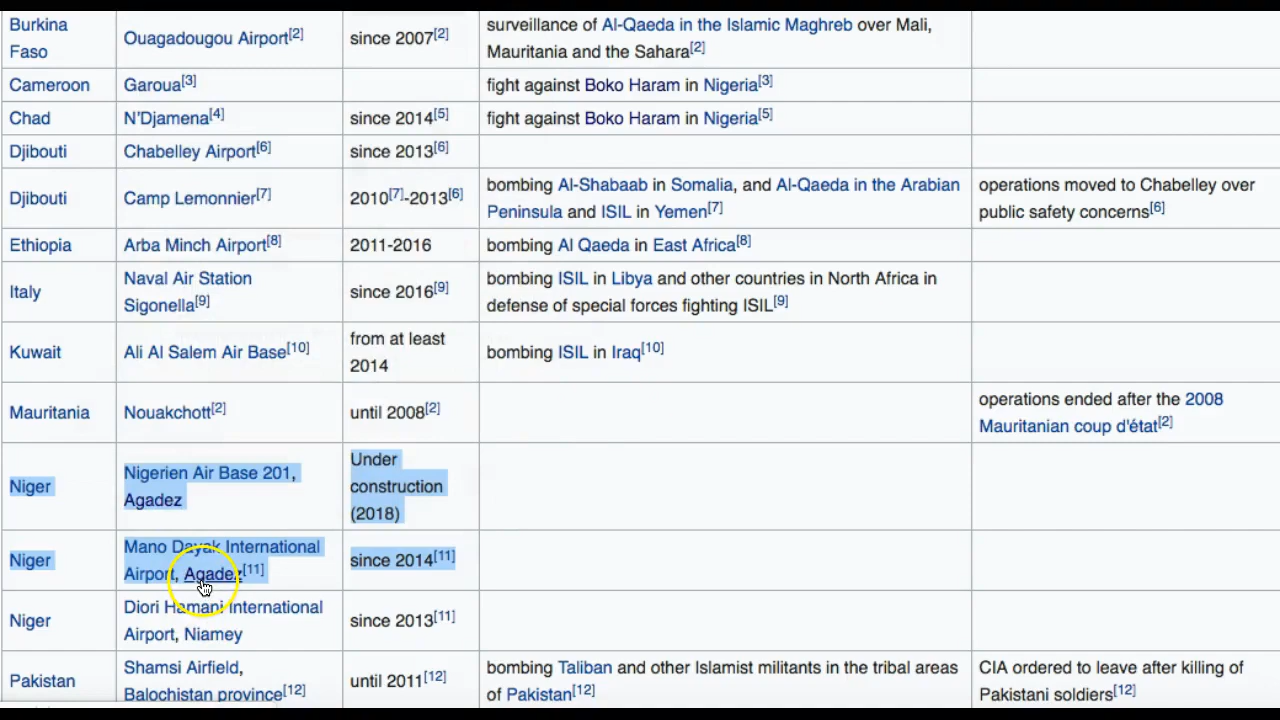 Burkina Faso
Ouagadougou Airport[2]
since 2007[2]
surveillance of Al-Qaeda in the Islamic Maghreb over Mali,
Mauritania and the Sahara[2]
Cameroon
Garoua[3]
fight against Boko Haram in Nigeria[3]
Chad
N'Djamena[4]
since 2014[5]
fight against Boko Haram in Nigeria[5]
Djibouti
Chabelley Airport[6]
since 2013[6]
Djibouti
Camp Lemonnier[7]
2010[7]-2013[6]
bombing Al-Shabaab in Somalia, and Al-Qaeda in the Arabian
Peninsula and ISIL in Yemen[7]
operations moved to Chabelley over
public safety concerns[6]
Ethiopia
Arba Minch Airport[8]
2011-2016
bombing Al Qaeda in East Africa[8]
Italy
Naval Air Station
Sigonella[9]
since 2016[9]
bombing ISIL in Libya and other countries in North Africa in
defense of special forces fighting ISIL[9]
Kuwait
Ali Al Salem Air Base[10]
from at least
2014
bombing ISIL in Iraq[10]
Mauritania
Nouakchott[2]
until 2008[2]
operations ended after the 2008
Mauritanian coup d'état[2]
Niger
Nigerien Air Base 201,
Agadez
Under
construction
(2018)
Niger
Mano Dayak International
Airport, Agadez[11]
since 2014[11]
Niger
Diori Hamani International
Airport, Niamey
since 2013[11]
Pakistan
Shamsi Airfield,
Balochistan province[12]
until 2011[12]
bombing Taliban and other Islamist militants in the tribal areas
of Pakistan[12]
CIA ordered to leave after killing of
Pakistani soldiers[12]